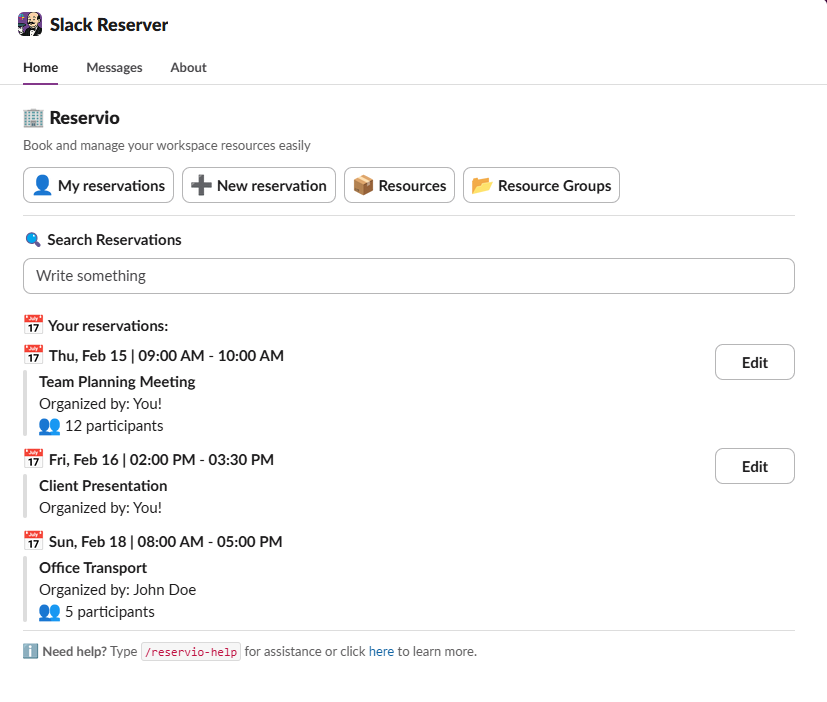 Slack Reserver
Home Messages About
🏢 Reservio
Book and manage your workspace resources easily
👤 My reservations ➕ New reservation 📦 Resources 📂 Resource Groups
🔍 Search Reservations
Write something
📅 Your reservations:
📅 Thu, Feb 15 | 09:00 AM - 10:00 AM
Edit
Team Planning Meeting
Organized by: You!
👥 12 participants
📅 Fri, Feb 16 | 02:00 PM - 03:30 PM
Edit
Client Presentation
Organized by: You!
📅 Sun, Feb 18 | 08:00 AM - 05:00 PM
Office Transport
Organized by: John Doe
👥 5 participants
ℹ️ Need help? Type /reservio-help for assistance or click here to learn more.